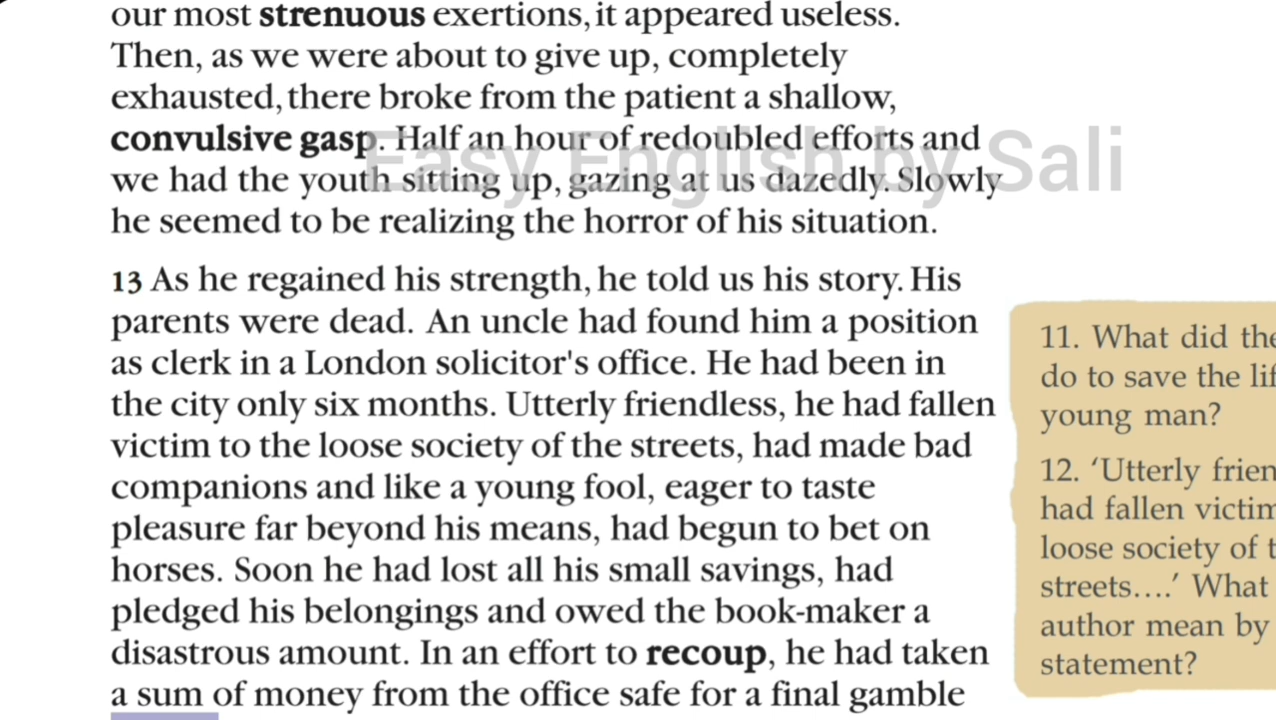 our most strenuous exertions, it appeared useless.
Then, as we were about to give up, completely
exhausted, there broke from the patient a shallow,
convulsive gasp. Half an hour of redoubled efforts and
we had the youth sitting up, gazing at us dazedly. Slowly
he seemed to be realizing the horror of his situation.
Easy English by Sali
13 As he regained his strength, he told us his story. His
parents were dead. An uncle had found him a position
as clerk in a London solicitor's office. He had been in
the city only six months. Utterly friendless, he had fallen
victim to the loose society of the streets, had made bad
companions and like a young fool, eager to taste
pleasure far beyond his means, had begun to bet on
horses. Soon he had lost all his small savings, had
pledged his belongings and owed the book-maker a
disastrous amount. In an effort to recoup, he had taken
a sum of money from the office safe for a final gamble
11. What did the
do to save the lif
young man?
12. ‘Utterly frien
had fallen victim
loose society of t
streets....’ What
author mean by
statement?